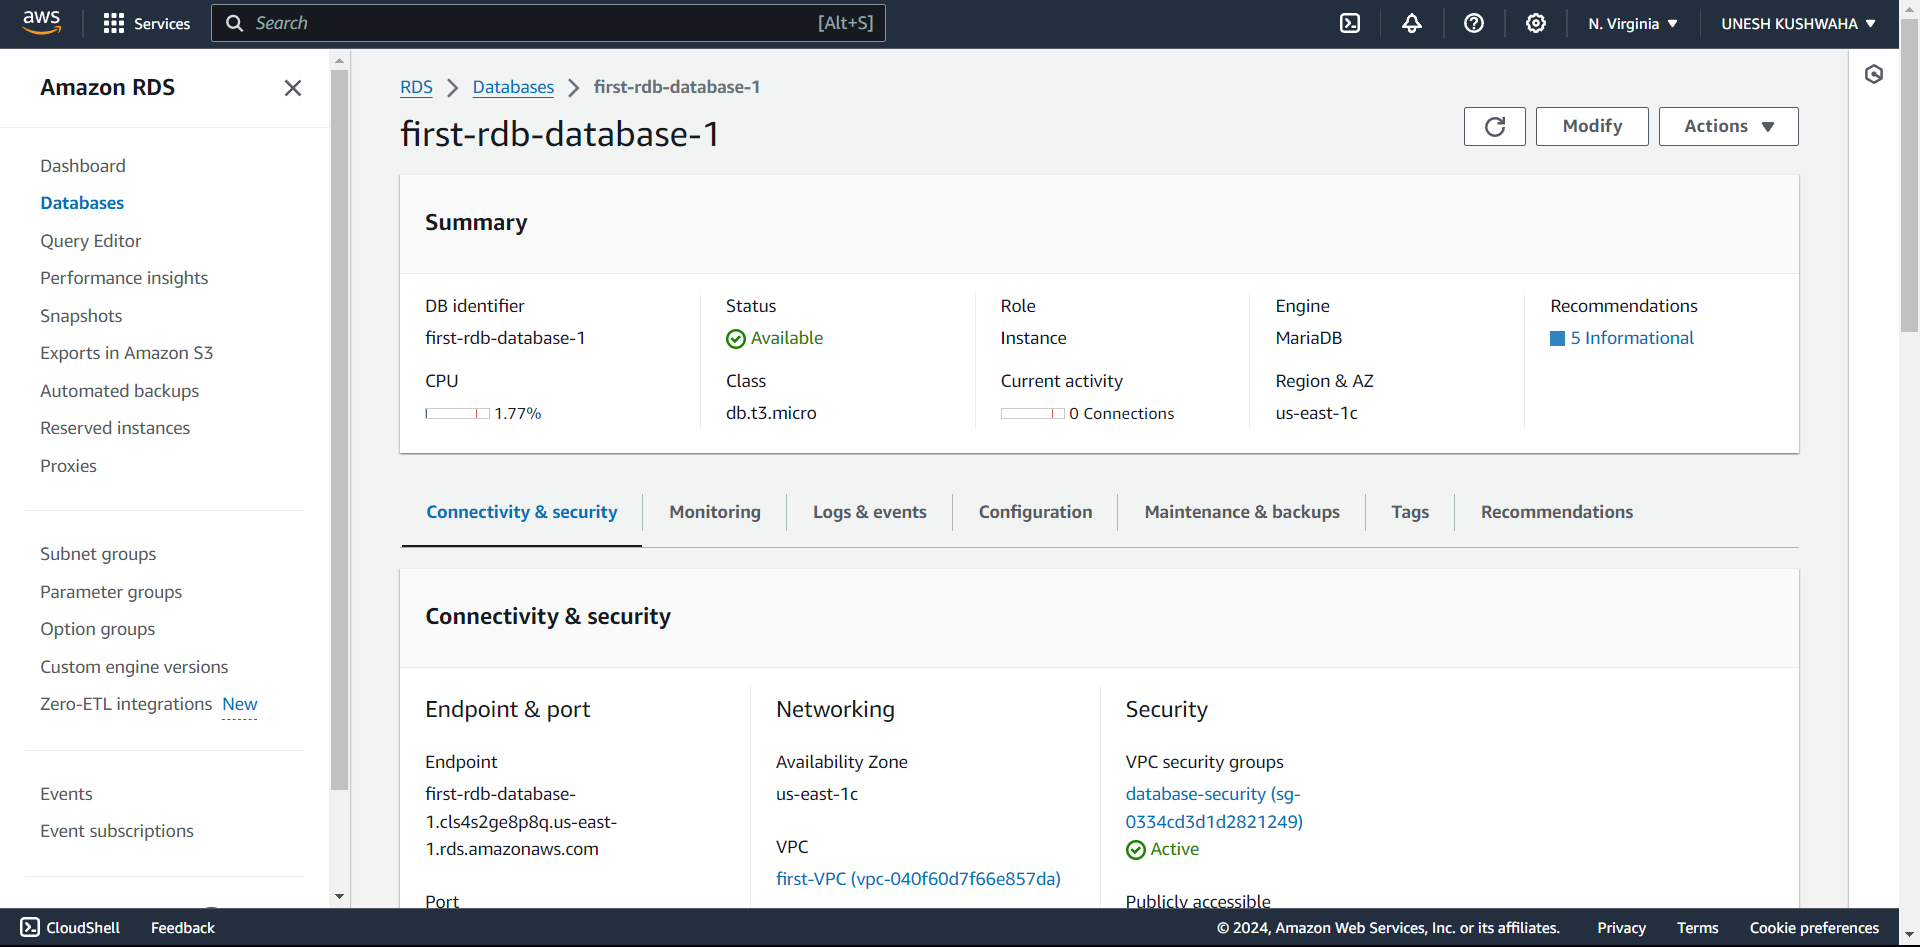 aws
Services
Search
[Alt+S]
N. Virginia
UNESH KUSHWAHA
Amazon RDS
Dashboard
Databases
Query Editor
Performance insights
Snapshots
Exports in Amazon S3
Automated backups
Reserved instances
Proxies
Subnet groups
Parameter groups
Option groups
Custom engine versions
Zero-ETL integrations New
Events
Event subscriptions
RDS
Databases
first-rdb-database-1
first-rdb-database-1
Modify
Actions
Summary
DB identifier
first-rdb-database-1
CPU
1.77%
Status
Available
Class
db.t3.micro
Role
Instance
Current activity
0 Connections
Engine
MariaDB
Region & AZ
us-east-1c
Recommendations
5 Informational
Connectivity & security
Monitoring
Logs & events
Configuration
Maintenance & backups
Tags
Recommendations
Connectivity & security
Endpoint & port
Endpoint
first-rdb-database-
1.cls4s2ge8p8q.us-east-
1.rds.amazonaws.com
Port
Networking
Availability Zone
us-east-1c
VPC
first-VPC (vpc-040f60d7f66e857da)
Security
VPC security groups
database-security (sg-
0334cd3d1d2821249)
Active
Publicly accessible
CloudShell
Feedback
© 2024, Amazon Web Services, Inc. or its affiliates.
Privacy
Terms
Cookie preferences